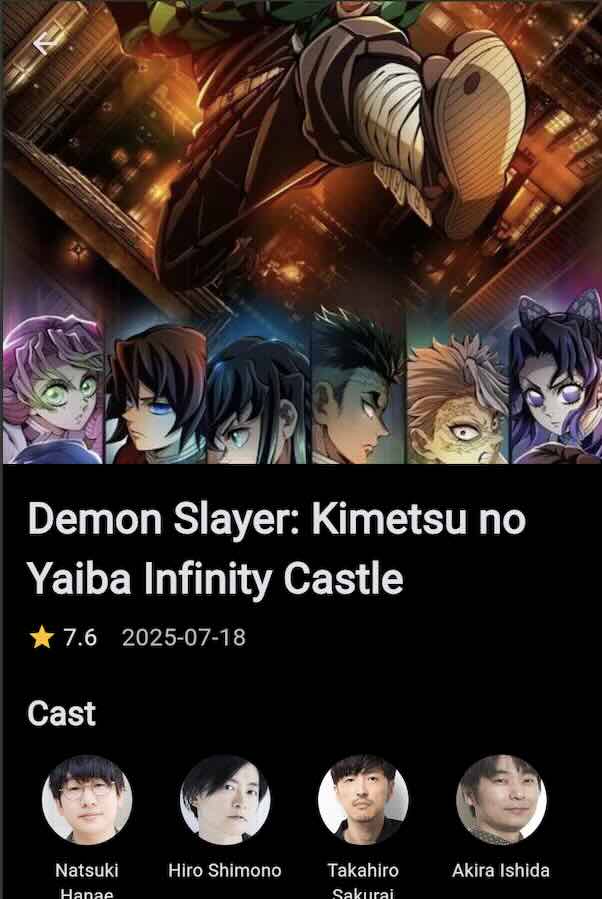 Demon Slayer: Kimetsu no
Yaiba Infinity Castle
7.6 2025-07-18
Cast
Natsuki Hiro Shimono Takahiro Akira Ishida
Hanae Sakurai